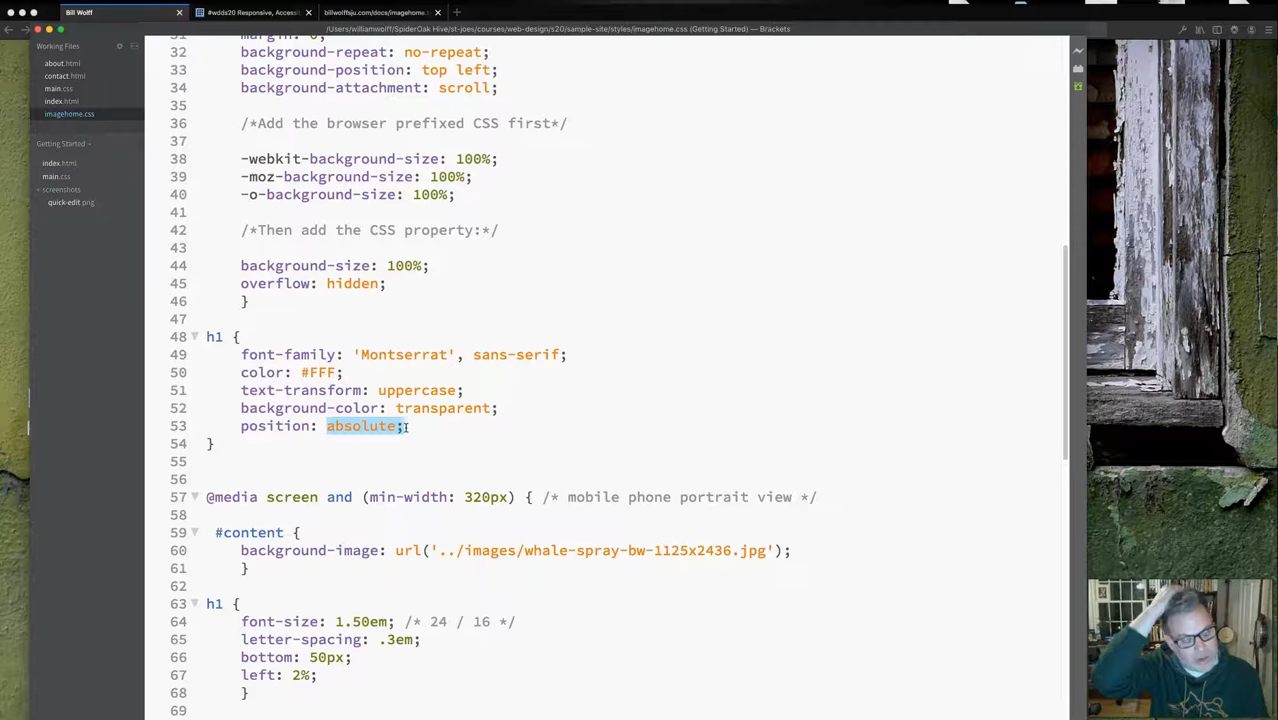 Bill Wolff
#wdds20 Responsive, Accessi
billwolffsju.com/docs/imagehome.html
/Users/williamwolff/SpiderOak Hive/st-joes/courses/web-design/s20/sample-site/styles/imagehome.css (Getting Started) — Brackets
Working Files
about.html
contact.html
main.css
index.html
imagehome.css
Getting Started
index.html
main.css
screenshots
quick-edit.png
31 margin: 0;
32 background-repeat: no-repeat;
33 background-position: top left;
34 background-attachment: scroll;
35
36 /*Add the browser prefixed CSS first*/
37
38 -webkit-background-size: 100%;
39 -moz-background-size: 100%;
40 -o-background-size: 100%;
41
42 /*Then add the CSS property:*/
43
44 background-size: 100%;
45 overflow: hidden;
46 }
47
48 h1 {
49 font-family: 'Montserrat', sans-serif;
50 color: #FFF;
51 text-transform: uppercase;
52 background-color: transparent;
53 position: absolute;
54 }
55
56
57 @media screen and (min-width: 320px) { /* mobile phone portrait view */
58
59 #content {
60 background-image: url('../images/whale-spray-bw-1125x2436.jpg');
61 }
62
63 h1 {
64 font-size: 1.50em; /* 24 / 16 */
65 letter-spacing: .3em;
66 bottom: 50px;
67 left: 2%;
68 }
69